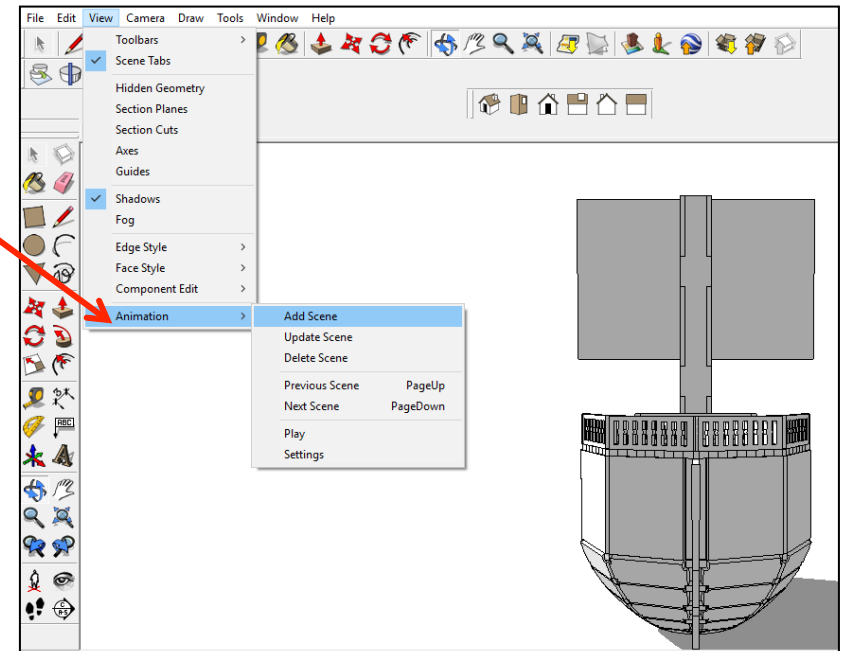 File Edit View Camera Draw Tools Window Help
Toolbars
Scene Tabs
Hidden Geometry
Section Planes
Section Cuts
Axes
Guides
Shadows
Fog
Edge Style
Face Style
Component Edit
Animation
Add Scene
Update Scene
Delete Scene
Previous Scene PageUp
Next Scene PageDown
Play
Settings
ABC